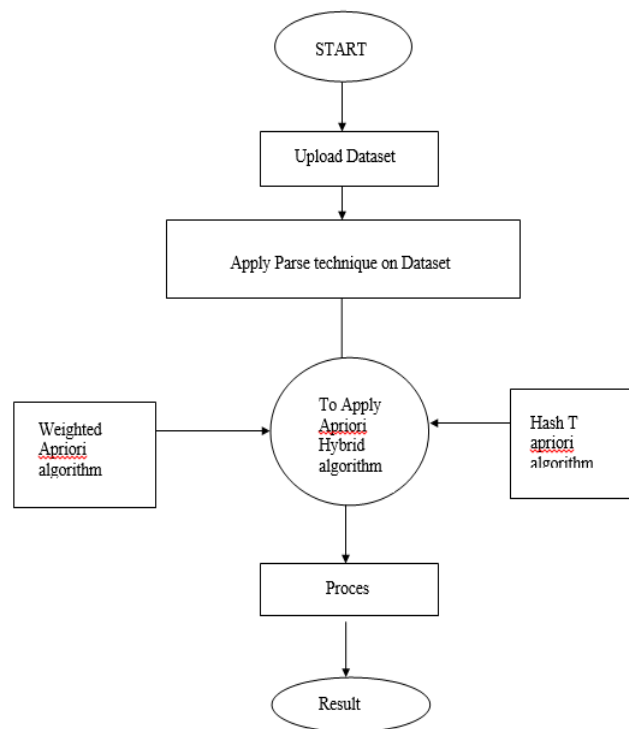 START
Upload Dataset
Apply Parse technique on Dataset
To Apply
Apriori
Hybrid
algorithm
Weighted
Apriori
algorithm
Hash T
apriori
algorithm
Proces
Result